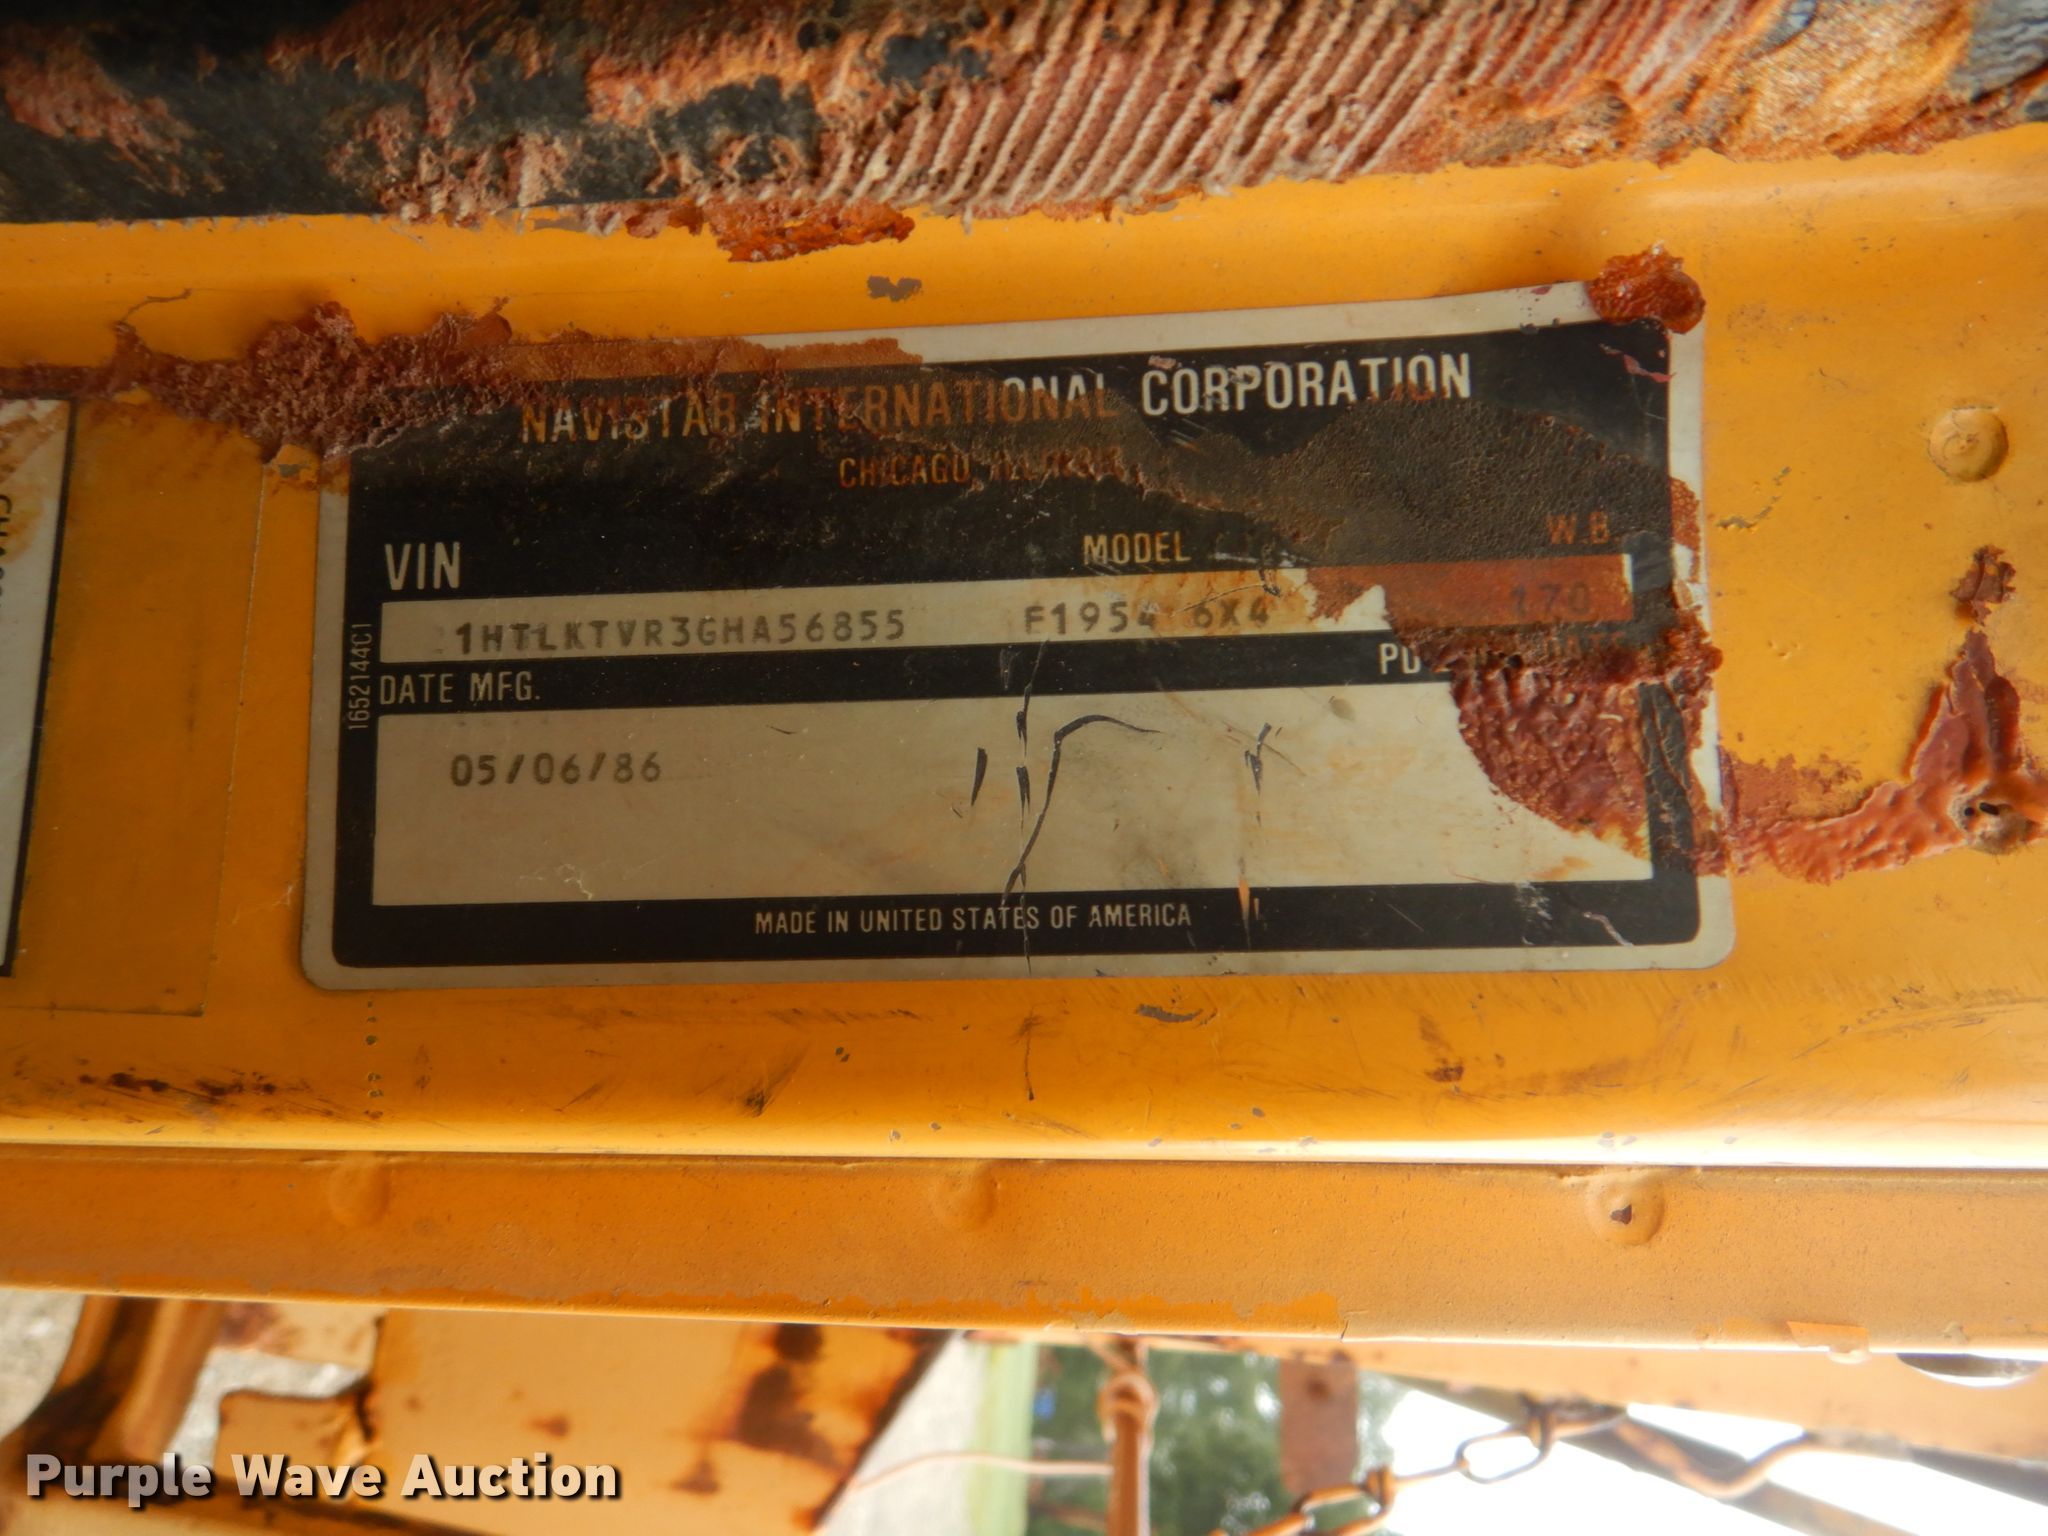 NAVISTAR INTERNATIONAL CORPORATION
CHICAGO, ILLINOIS
VIN MODEL W.B.
1HTLKTVR3GHA56855 F1954 6X4 170
DATE MFG.
05/06/86
MADE IN UNITED STATES OF AMERICA
1652144C1
Purple Wave Auction